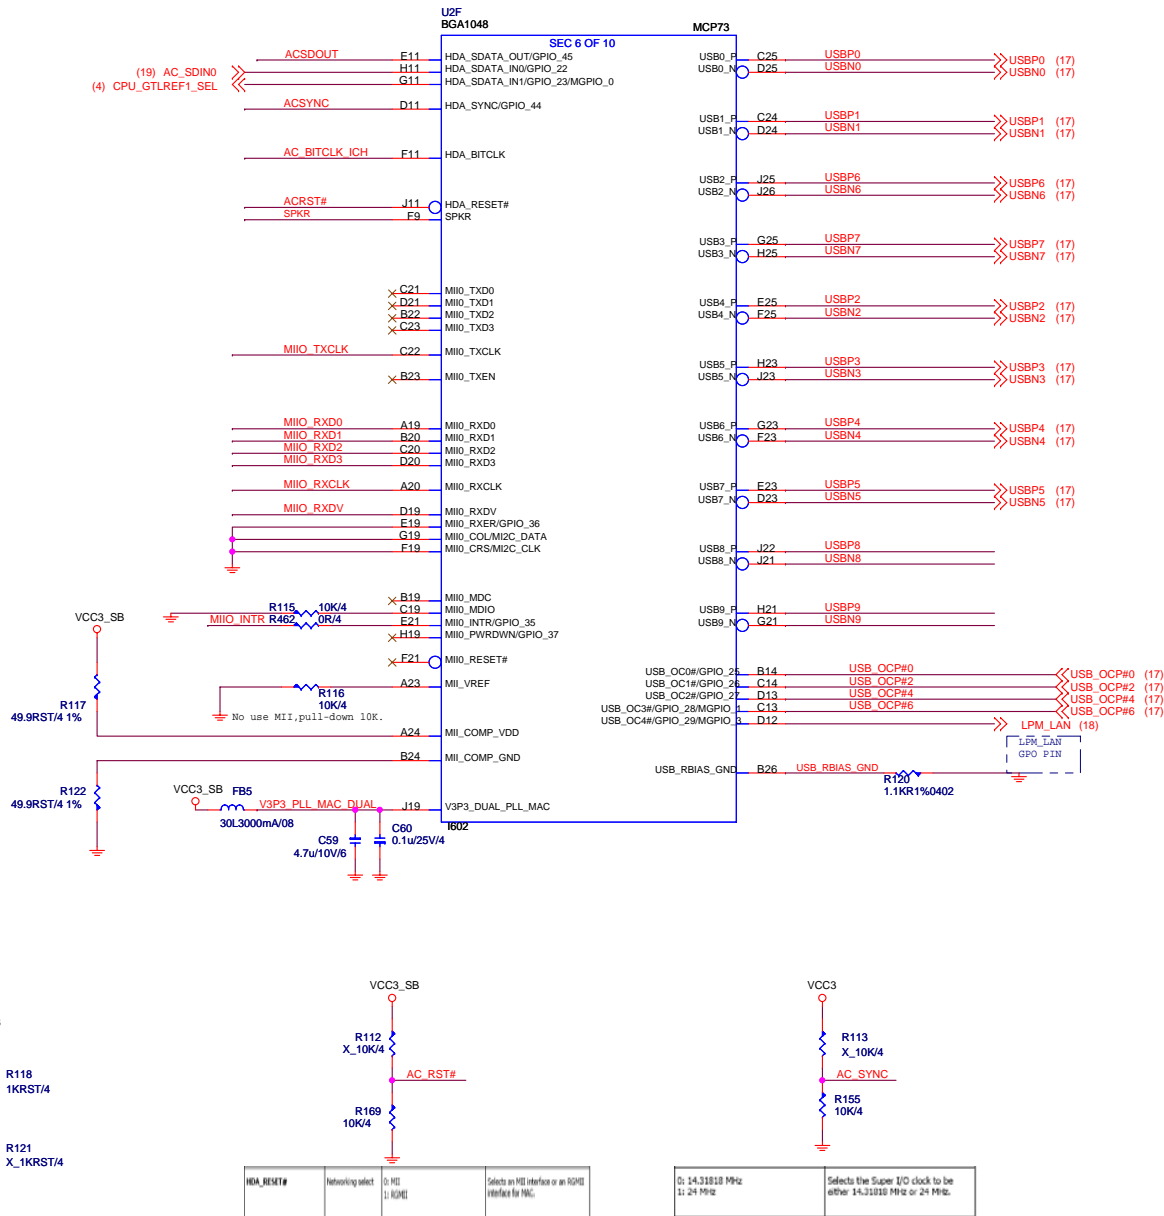 U2F
BGA1048
MCP73
SEC 6 OF 10
ACSDOUT E11 HDA_SDATA_OUT/GPIO_45
(19) AC_SDIN0 H11 HDA_SDATA_IN0/GPIO_22
(4) CPU_GTLREF1_SEL G11 HDA_SDATA_IN1/GPIO_23/MGPIO_0
ACSYNC D11 HDA_SYNC/GPIO_44
AC_BITCLK_ICH F11 HDA_BITCLK
ACRST# J11 HDA_RESET#
SPKR F9 SPKR
C21 MII0_TXD0
D21 MII0_TXD1
B22 MII0_TXD2
C23 MII0_TXD3
MIIO_TXCLK C22 MII0_TXCLK
B23 MII0_TXEN
MIIO_RXD0 A19 MII0_RXD0
MIIO_RXD1 B20 MII0_RXD1
MIIO_RXD2 C20 MII0_RXD2
MIIO_RXD3 D20 MII0_RXD3
MIIO_RXCLK A20 MII0_RXCLK
MIIO_RXDV D19 MII0_RXDV
E19 MII0_RXER/GPIO_36
G19 MII0_COL/MI2C_DATA
F19 MII0_CRS/MI2C_CLK
B19 MII0_MDC
R115 10K/4 C19 MII0_MDIO
MIIO_INTR R462 0R/4 E21 MII0_INTR/GPIO_35
H19 MII0_PWRDWN/GPIO_37
F21 MII0_RESET#
A23 MII_VREF
R116
10K/4
No use MII,pull-down 10K.
VCC3_SB
R117
49.9RST/4 1%
A24 MII_COMP_VDD
B24 MII_COMP_GND
R122
49.9RST/4 1%
VCC3_SB
FB5
30L3000mA/08
V3P3_PLL_MAC_DUAL J19 V3P3_DUAL_PLL_MAC
C59
4.7u/10V/6
C60
0.1u/25V/4
I602
USB0_P C25 USBP0 USBP0 (17)
USB0_N D25 USBN0 USBN0 (17)
USB1_P C24 USBP1 USBP1 (17)
USB1_N D24 USBN1 USBN1 (17)
USB2_P J25 USBP6 USBP6 (17)
USB2_N J26 USBN6 USBN6 (17)
USB3_P G25 USBP7 USBP7 (17)
USB3_N H25 USBN7 USBN7 (17)
USB4_P E25 USBP2 USBP2 (17)
USB4_N F25 USBN2 USBN2 (17)
USB5_P H23 USBP3 USBP3 (17)
USB5_N J23 USBN3 USBN3 (17)
USB6_P G23 USBP4 USBP4 (17)
USB6_N F23 USBN4 USBN4 (17)
USB7_P E23 USBP5 USBP5 (17)
USB7_N D23 USBN5 USBN5 (17)
USB8_P J22 USBP8
USB8_N J21 USBN8
USB9_P H21 USBP9
USB9_N G21 USBN9
USB_OC0#/GPIO_25 B14 USB_OCP#0 USB_OCP#0 (17)
USB_OC1#/GPIO_26 C14 USB_OCP#2 USB_OCP#2 (17)
USB_OC2#/GPIO_27 D13 USB_OCP#4 USB_OCP#4 (17)
USB_OC3#/GPIO_28/MGPIO_1 C13 USB_OCP#6 USB_OCP#6 (17)
USB_OC4#/GPIO_29/MGPIO_3 D12 LPM_LAN (18)
LPM_LAN
GPO PIN
USB_RBIAS_GND B26 USB_RBIAS_GND R120
1.1KR1%0402
VCC3_SB
R112
X_10K/4
AC_RST#
R169
10K/4
VCC3
R113
X_10K/4
AC_SYNC
R155
10K/4
R118
1KRST/4
R121
X_1KRST/4
HDA_RESET# Networking select 0: MII Selects an MII interface or an RGMII
1: RGMII interface for MAC.
0: 14.31818 MHz Selects the Super I/O clock to be
1: 24 MHz either 14.31818 MHz or 24 MHz.